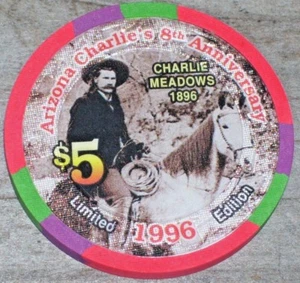 Arizona Charlie's 8th Anniversary
CHARLIE
MEADOWS
1896
$5
Limited
Edition
1996